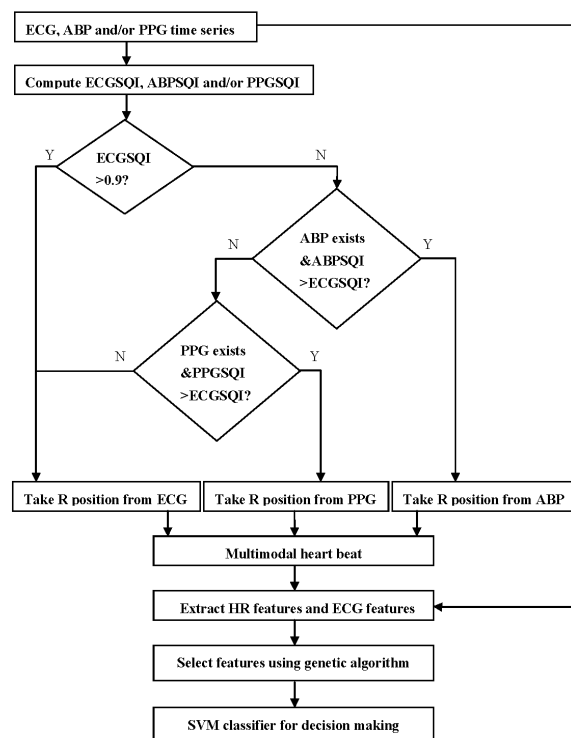 ECG, ABP and/or PPG time series
Compute ECGSQI, ABPSQI and/or PPGSQI
Y
ECGSQI
>0.9?
N
ABP exists
&ABPSQI
>ECGSQI?
N
Y
PPG exists
&PPGSQI
>ECGSQI?
N
Y
Take R position from ECG
Take R position from PPG
Take R position from ABP
Multimodal heart beat
Extract HR features and ECG features
Select features using genetic algorithm
SVM classifier for decision making